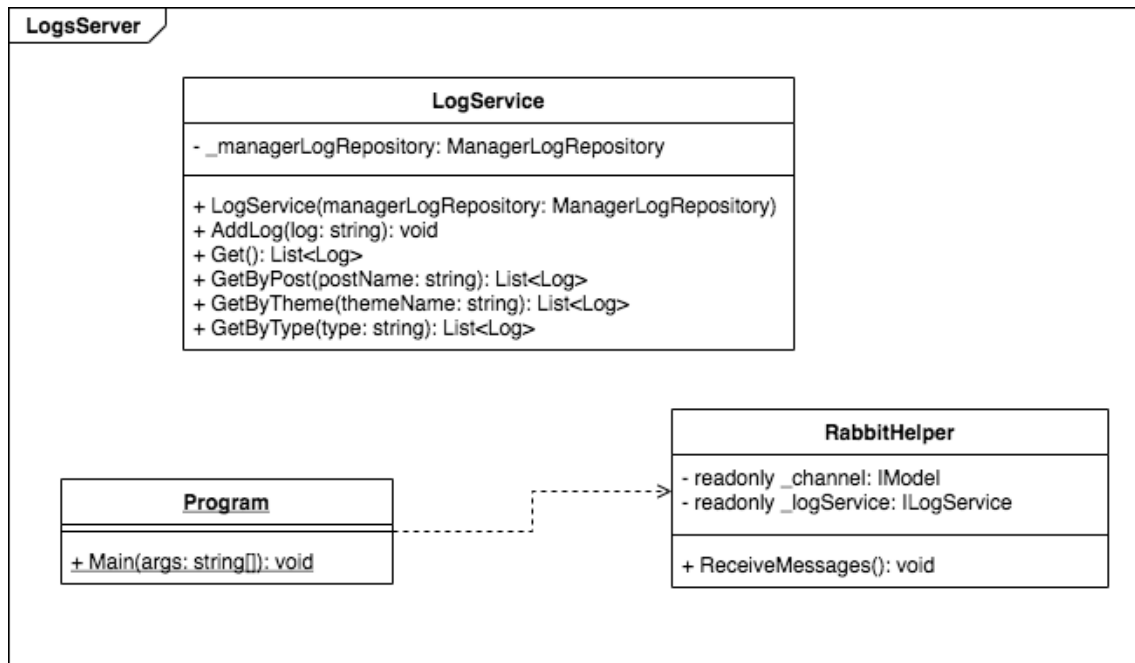 LogsServer
LogService
- _managerLogRepository: ManagerLogRepository
+ LogService(managerLogRepository: ManagerLogRepository)
+ AddLog(log: string): void
+ Get(): List<Log>
+ GetByPost(postName: string): List<Log>
+ GetByTheme(themeName: string): List<Log>
+ GetByType(type: string): List<Log>
Program
+ Main(args: string[]): void
RabbitHelper
- readonly _channel: IModel
- readonly _logService: ILogService
+ ReceiveMessages(): void